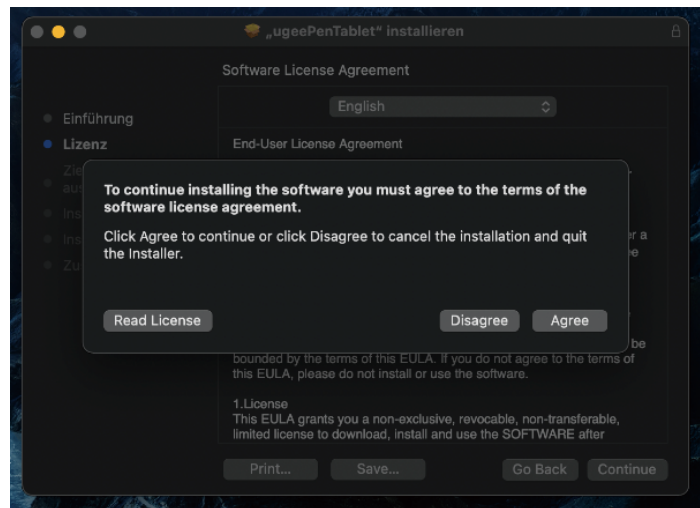 „ugeePenTablet“ installieren
Software License Agreement
English
Einführung
Lizenz
End-User License Agreement
Zie
aus
Ins
Ins
Zu
To continue installing the software you must agree to the terms of the
software license agreement.
Click Agree to continue or click Disagree to cancel the installation and quit
the Installer.
Read License
Disagree
Agree
r a
be
bounded by the terms of this EULA. If you do not agree to the terms of
this EULA, please do not install or use the software.
1.License
This EULA grants you a non-exclusive, revocable, non-transferable,
limited license to download, install and use the SOFTWARE after
Print...
Save...
Go Back
Continue